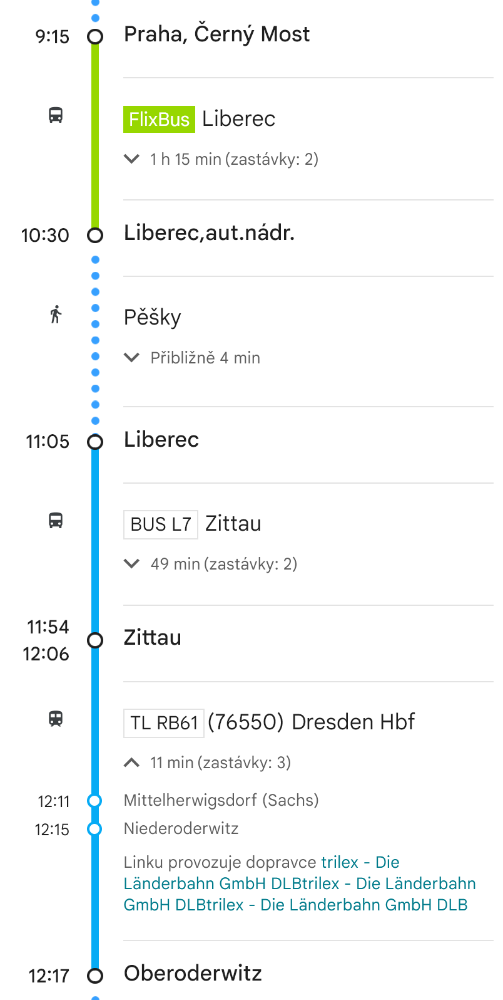 9:15 Praha, Černý Most
FlixBus Liberec
1 h 15 min (zastávky: 2)
10:30 Liberec,aut.nádr.
Pěšky
Přibližně 4 min
11:05 Liberec
BUS L7 Zittau
49 min (zastávky: 2)
11:54
Zittau
12:06
TL RB61 (76550) Dresden Hbf
11 min (zastávky: 3)
12:11 Mittelherwigsdorf (Sachs)
12:15 Niederoderwitz
Linku provozuje dopravce trilex - Die
Länderbahn GmbH DLBtrilex - Die Länderbahn
GmbH DLBtrilex - Die Länderbahn GmbH DLB
12:17 Oberoderwitz